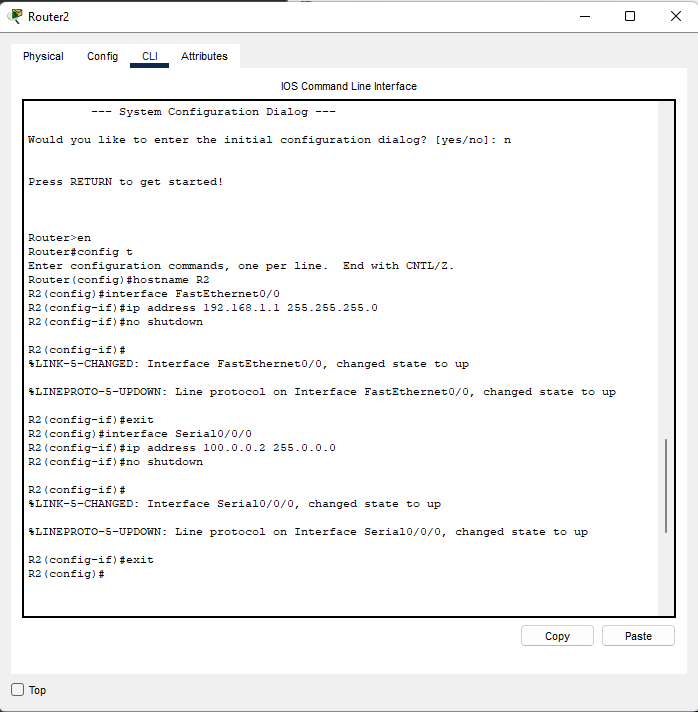 Router2
Physical Config CLI Attributes
IOS Command Line Interface
--- System Configuration Dialog ---
Would you like to enter the initial configuration dialog? [yes/no]: n
Press RETURN to get started!
Router>en
Router#config t
Enter configuration commands, one per line.  End with CNTL/Z.
Router(config)#hostname R2
R2(config)#interface FastEthernet0/0
R2(config-if)#ip address 192.168.1.1 255.255.255.0
R2(config-if)#no shutdown
R2(config-if)#
%LINK-5-CHANGED: Interface FastEthernet0/0, changed state to up
%LINEPROTO-5-UPDOWN: Line protocol on Interface FastEthernet0/0, changed state to up
R2(config-if)#exit
R2(config)#interface Serial0/0/0
R2(config-if)#ip address 100.0.0.2 255.0.0.0
R2(config-if)#no shutdown
R2(config-if)#
%LINK-5-CHANGED: Interface Serial0/0/0, changed state to up
%LINEPROTO-5-UPDOWN: Line protocol on Interface Serial0/0/0, changed state to up
R2(config-if)#exit
R2(config)#
Copy Paste
Top